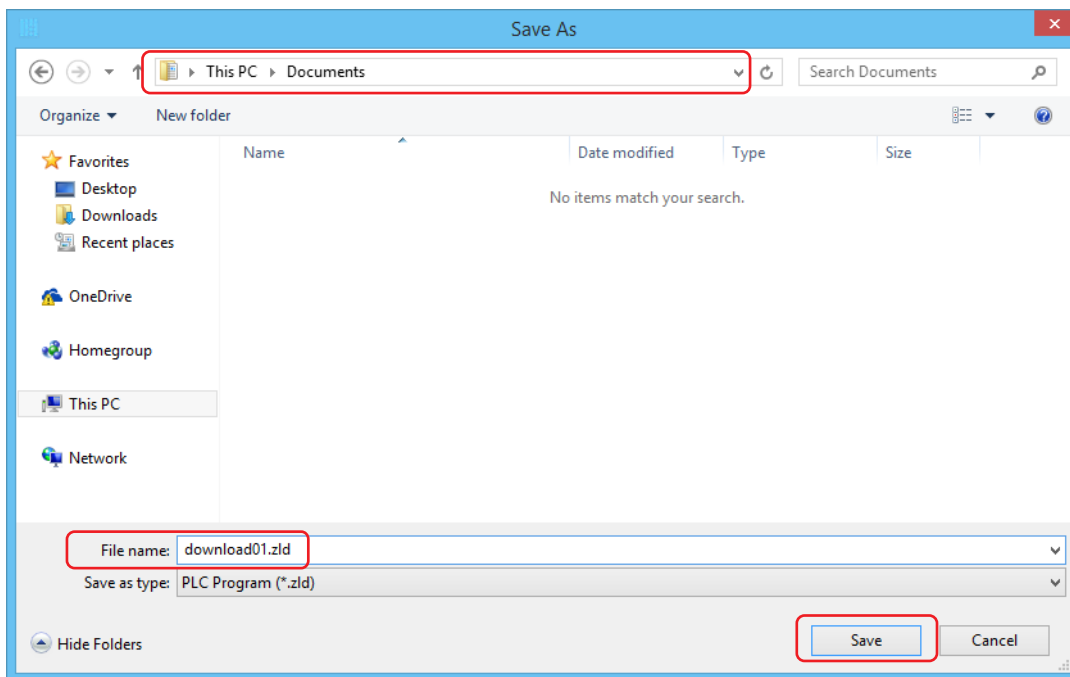 Save As
This PC Documents
Search Documents
Organize New folder
Name Date modified Type Size
No items match your search.
Favorites
Desktop
Downloads
Recent places
OneDrive
Homegroup
This PC
Network
File name: download01.zld
Save as type: PLC Program (*.zld)
Hide Folders Save Cancel